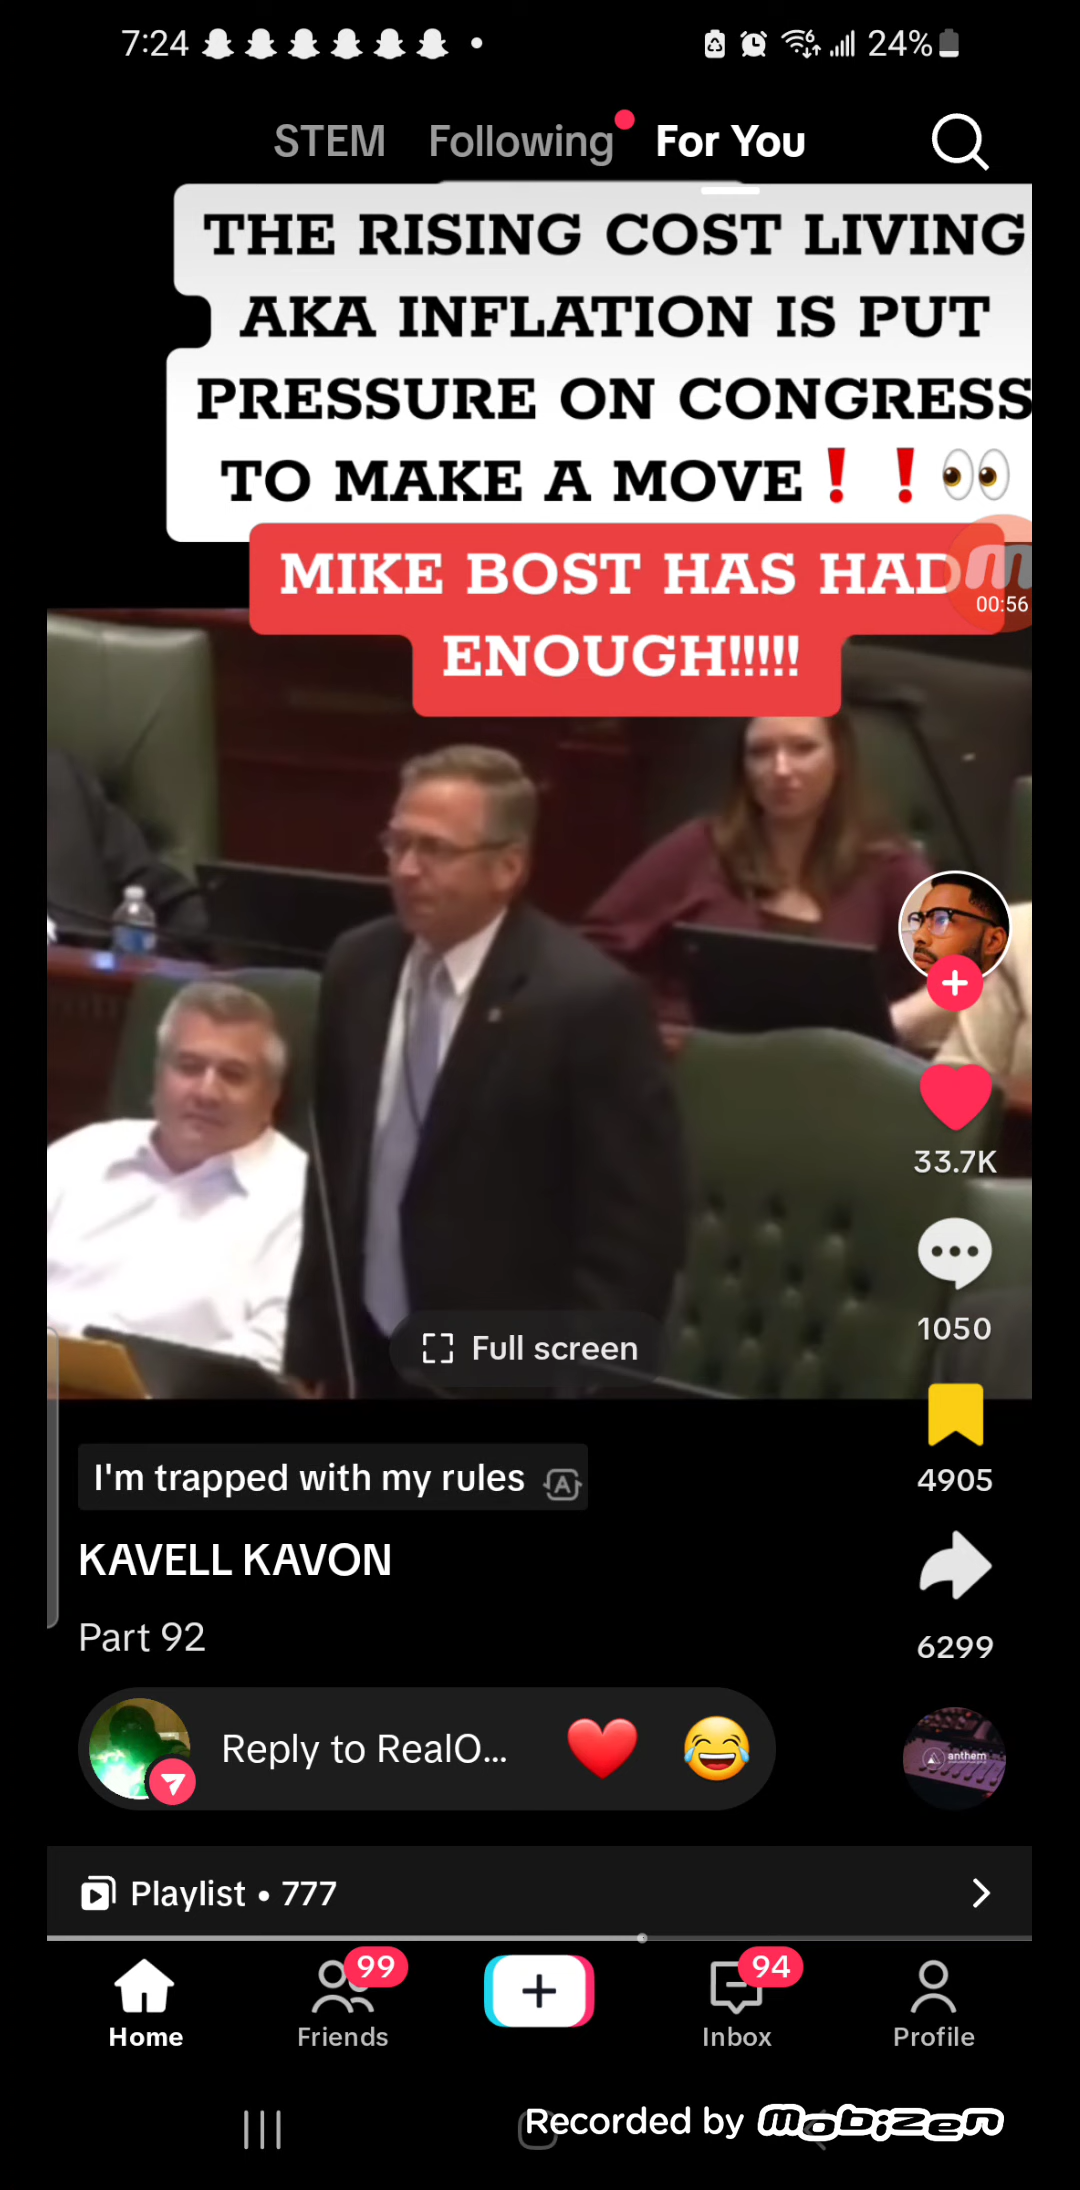 7:24
24%
STEM Following For You
THE RISING COST LIVING
AKA INFLATION IS PUT
PRESSURE ON CONGRESS
TO MAKE A MOVE❗❗👀
MIKE BOST HAS HAD
ENOUGH!!!!!
00:56
33.7K
1050
Full screen
4905
I'm trapped with my rules
KAVELL KAVON
Part 92
6299
Reply to RealO...
anthem
Playlist • 777
99
94
Home
Friends
Inbox
Profile
Recorded by mobizen